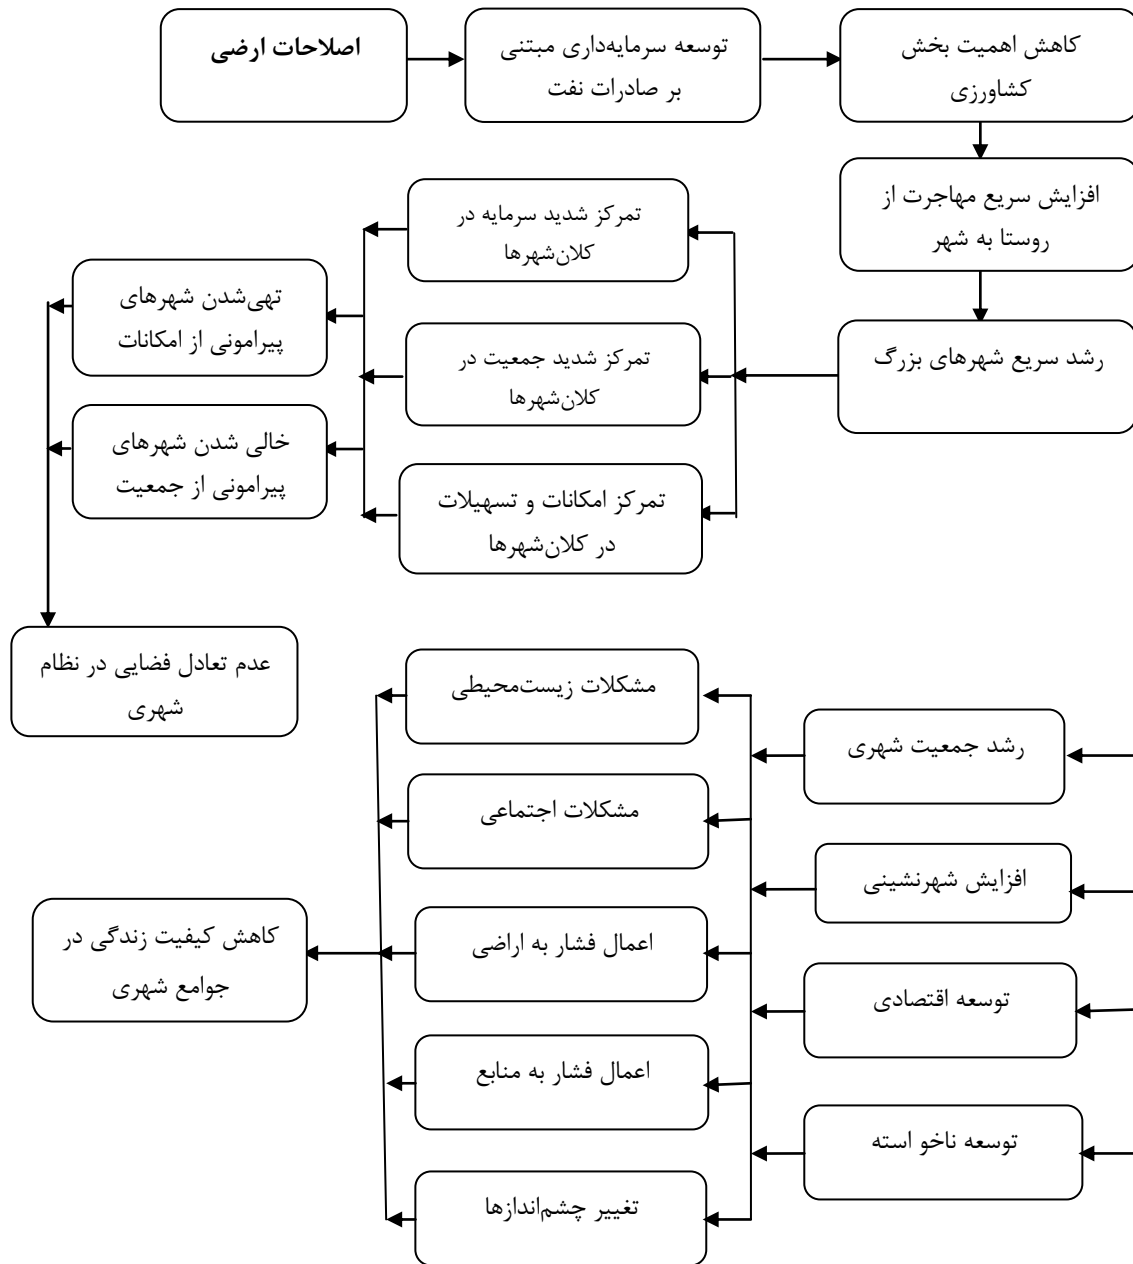 اصلاحات ارضی
توسعه سرمایه‌داری مبتنی
بر صادرات نفت
کاهش اهمیت بخش
کشاورزی
افزایش سریع مهاجرت از
روستا به شهر
رشد سریع شهرهای بزرگ
تمرکز شدید سرمایه در
کلان‌شهرها
تمرکز شدید جمعیت در
کلان‌شهرها
تمرکز امکانات و تسهیلات
در کلان‌شهرها
تهی‌شدن شهرهای
پیرامونی از امکانات
خالی شدن شهرهای
پیرامونی از جمعیت
عدم تعادل فضایی در نظام
شهری
رشد جمعیت شهری
افزایش شهرنشینی
توسعه اقتصادی
توسعه ناخو استه
مشکلات زیست‌محیطی
مشکلات اجتماعی
اعمال فشار به اراضی
اعمال فشار به منابع
تغییر چشم‌اندازها
کاهش کیفیت زندگی در
جوامع شهری